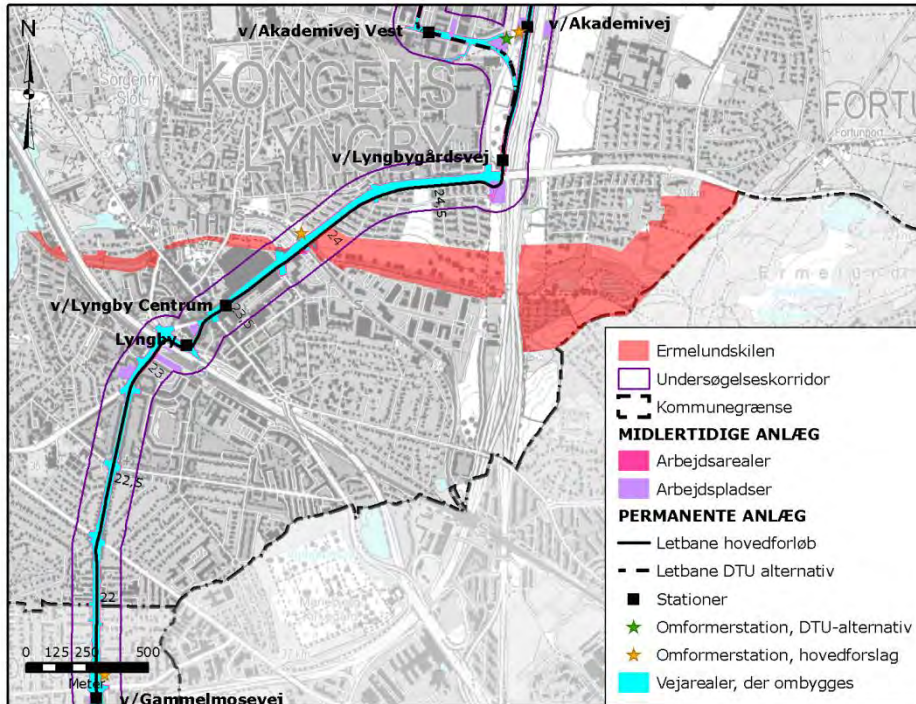 N
v/Akademivej Vest
v/Akademivej
KONGENS
LYNGBY
FORTU
Fortunport
v/Lyngbygårdsvej
24,5
24
v/Lyngby Centrum
23,5
Lyngby
23
Ermelund
22,5
22
0 125 250 500
Meter
v/Gammelmosevej
Ermelundskilen
Undersøgelseskorridor
Kommunegrænse
MIDLERTIDIGE ANLÆG
Arbejdsarealer
Arbejdspladser
PERMANENTE ANLÆG
Letbane hovedforløb
Letbane DTU alternativ
Stationer
Omformerstation, DTU-alternativ
Omformerstation, hovedforslag
Vejarealer, der ombygges